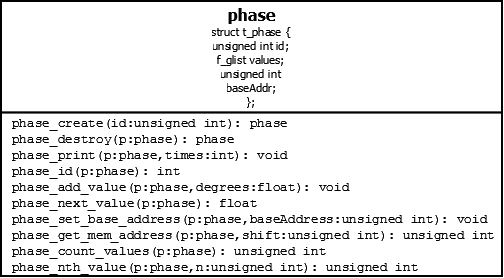 phase
struct t_phase {
unsigned int id;
f_glist values;
unsigned int
baseAddr;
};
phase_create(id:unsigned int): phase
phase_destroy(p:phase): phase
phase_print(p:phase,times:int): void
phase_id(p:phase): int
phase_add_value(p:phase,degrees:float): void
phase_next_value(p:phase): float
phase_set_base_address(p:phase,baseAddress:unsigned int): void
phase_get_mem_address(p:phase,shift:unsigned int): unsigned int
phase_count_values(p:phase): unsigned int
phase_nth_value(p:phase,n:unsigned int): unsigned int